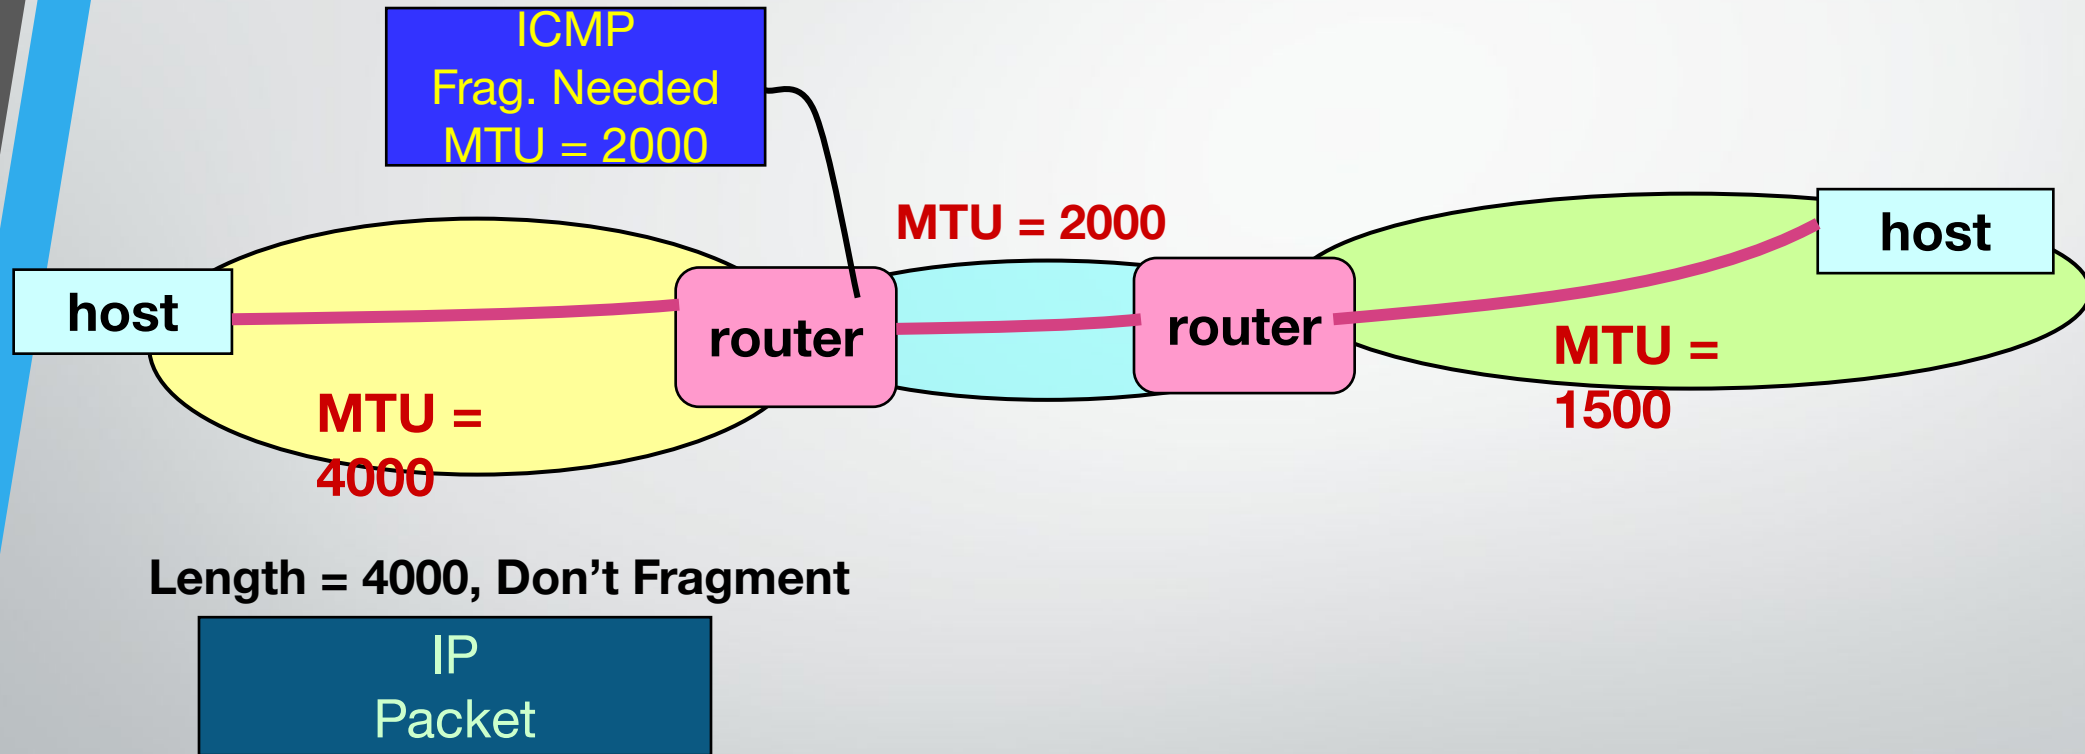 ICMP
Frag. Needed
MTU = 2000
MTU = 2000
host
host
router
router
MTU =
1500
MTU =
4000
Length = 4000, Don’t Fragment
IP
Packet